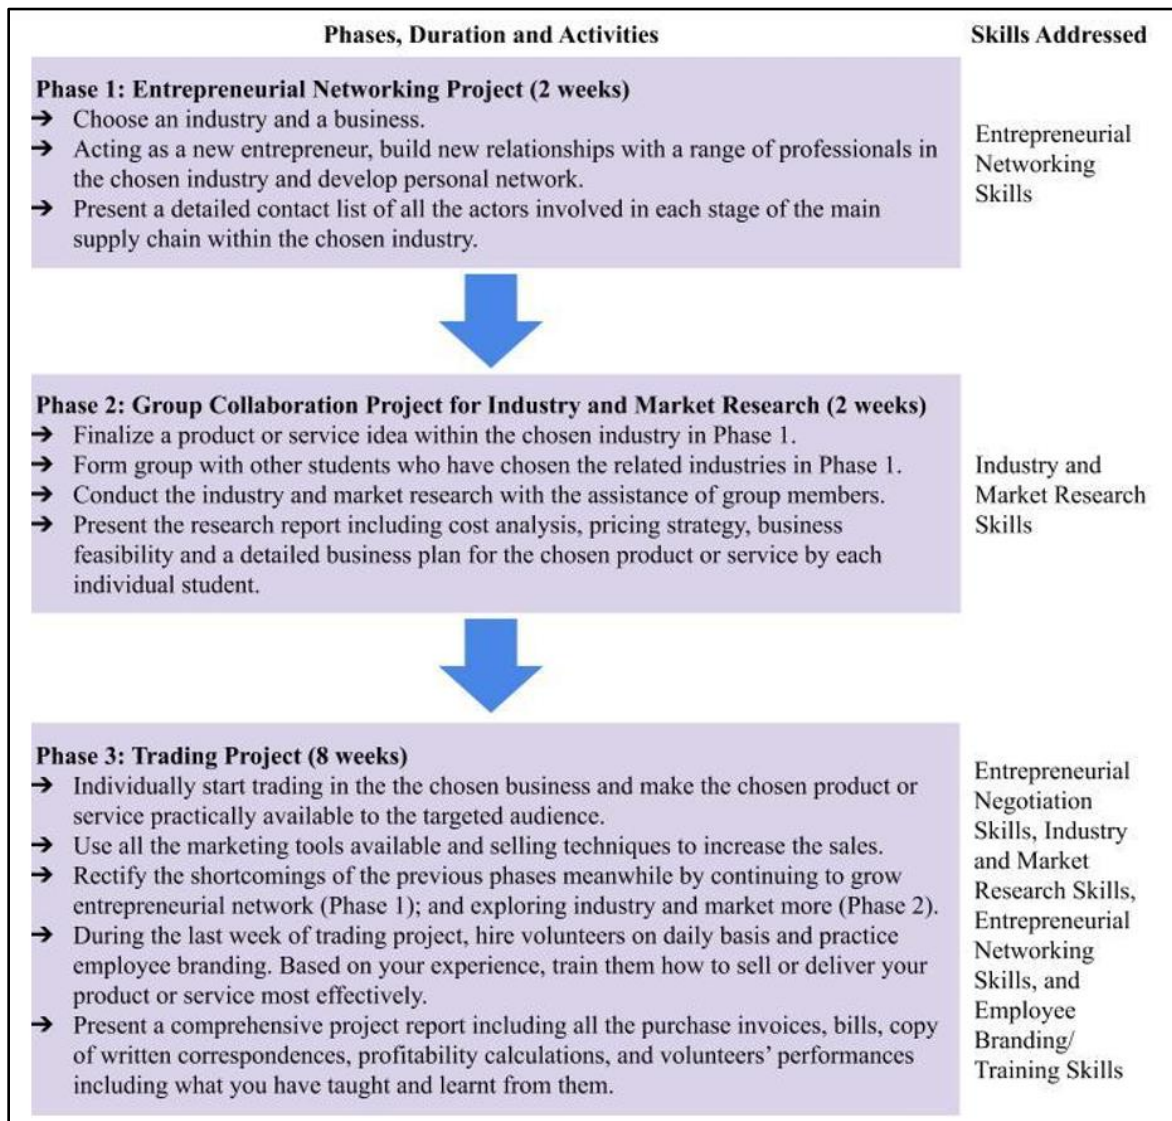 Phases, Duration and Activities
Skills Addressed
Phase 1: Entrepreneurial Networking Project (2 weeks)
➔ Choose an industry and a business.
➔ Acting as a new entrepreneur, build new relationships with a range of professionals in
the chosen industry and develop personal network.
➔ Present a detailed contact list of all the actors involved in each stage of the main
supply chain within the chosen industry.
Entrepreneurial
Networking
Skills
Phase 2: Group Collaboration Project for Industry and Market Research (2 weeks)
➔ Finalize a product or service idea within the chosen industry in Phase 1.
➔ Form group with other students who have chosen the related industries in Phase 1.
➔ Conduct the industry and market research with the assistance of group members.
➔ Present the research report including cost analysis, pricing strategy, business
feasibility and a detailed business plan for the chosen product or service by each
individual student.
Industry and
Market Research
Skills
Phase 3: Trading Project (8 weeks)
➔ Individually start trading in the the chosen business and make the chosen product or
service practically available to the targeted audience.
➔ Use all the marketing tools available and selling techniques to increase the sales.
➔ Rectify the shortcomings of the previous phases meanwhile by continuing to grow
entrepreneurial network (Phase 1); and exploring industry and market more (Phase 2).
➔ During the last week of trading project, hire volunteers on daily basis and practice
employee branding. Based on your experience, train them how to sell or deliver your
product or service most effectively.
➔ Present a comprehensive project report including all the purchase invoices, bills, copy
of written correspondences, profitability calculations, and volunteers’ performances
including what you have taught and learnt from them.
Entrepreneurial
Negotiation
Skills, Industry
and Market
Research Skills,
Entrepreneurial
Networking
Skills, and
Employee
Branding/
Training Skills